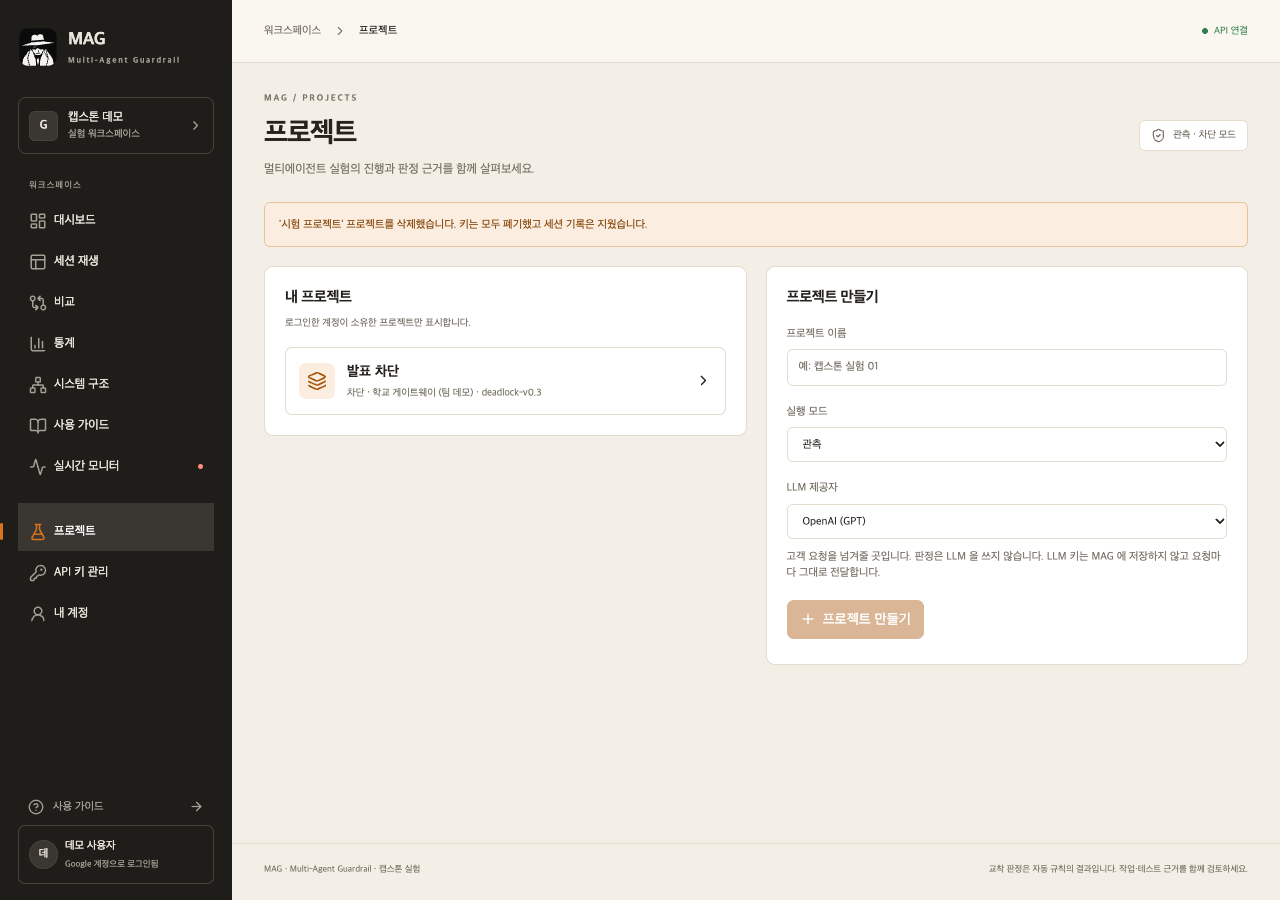 MAG
Multi-Agent Guardrail
G
캡스톤 데모
실험 워크스페이스
워크스페이스
대시보드
세션 재생
비교
통계
시스템 구조
사용 가이드
실시간 모니터
프로젝트
API 키 관리
내 계정
사용 가이드
데
데모 사용자
Google 계정으로 로그인됨
워크스페이스 프로젝트
API 연결
MAG / PROJECTS
프로젝트
관측 · 차단 모드
멀티에이전트 실험의 진행과 판정 근거를 함께 살펴보세요.
'시험 프로젝트' 프로젝트를 삭제했습니다. 키는 모두 폐기했고 세션 기록은 지웠습니다.
내 프로젝트
로그인한 계정이 소유한 프로젝트만 표시합니다.
발표 차단
차단 · 학교 게이트웨이 (팀 데모) · deadlock-v0.3
프로젝트 만들기
프로젝트 이름
예: 캡스톤 실험 01
실행 모드
관측
LLM 제공자
OpenAI (GPT)
고객 요청을 넘겨줄 곳입니다. 판정은 LLM 을 쓰지 않습니다. LLM 키는 MAG 에 저장하지 않고 요청마
다 그대로 전달합니다.
프로젝트 만들기
MAG · Multi-Agent Guardrail · 캡스톤 실험
교착 판정은 자동 규칙의 결과입니다. 작업·테스트 근거를 함께 검토하세요.